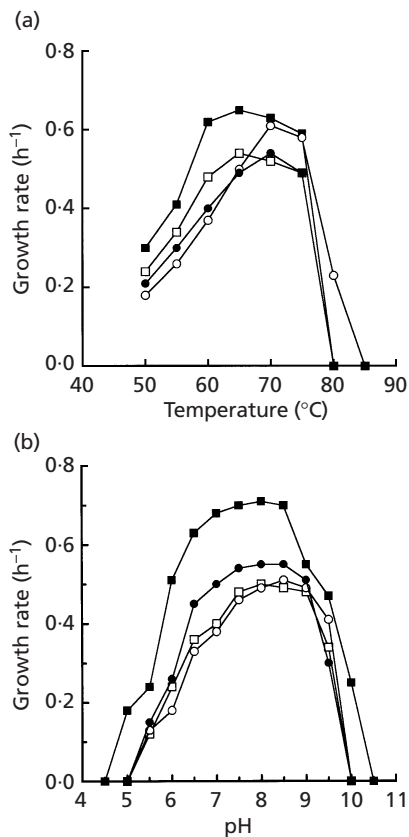 (a)
0·8
0·6
0·4
0·2
0·0
Growth rate (h⁻¹)
40 50 60 70 80 90
Temperature (°C)
(b)
0·8
0·6
0·4
0·2
0·0
Growth rate (h⁻¹)
4 5 6 7 8 9 10 11
pH